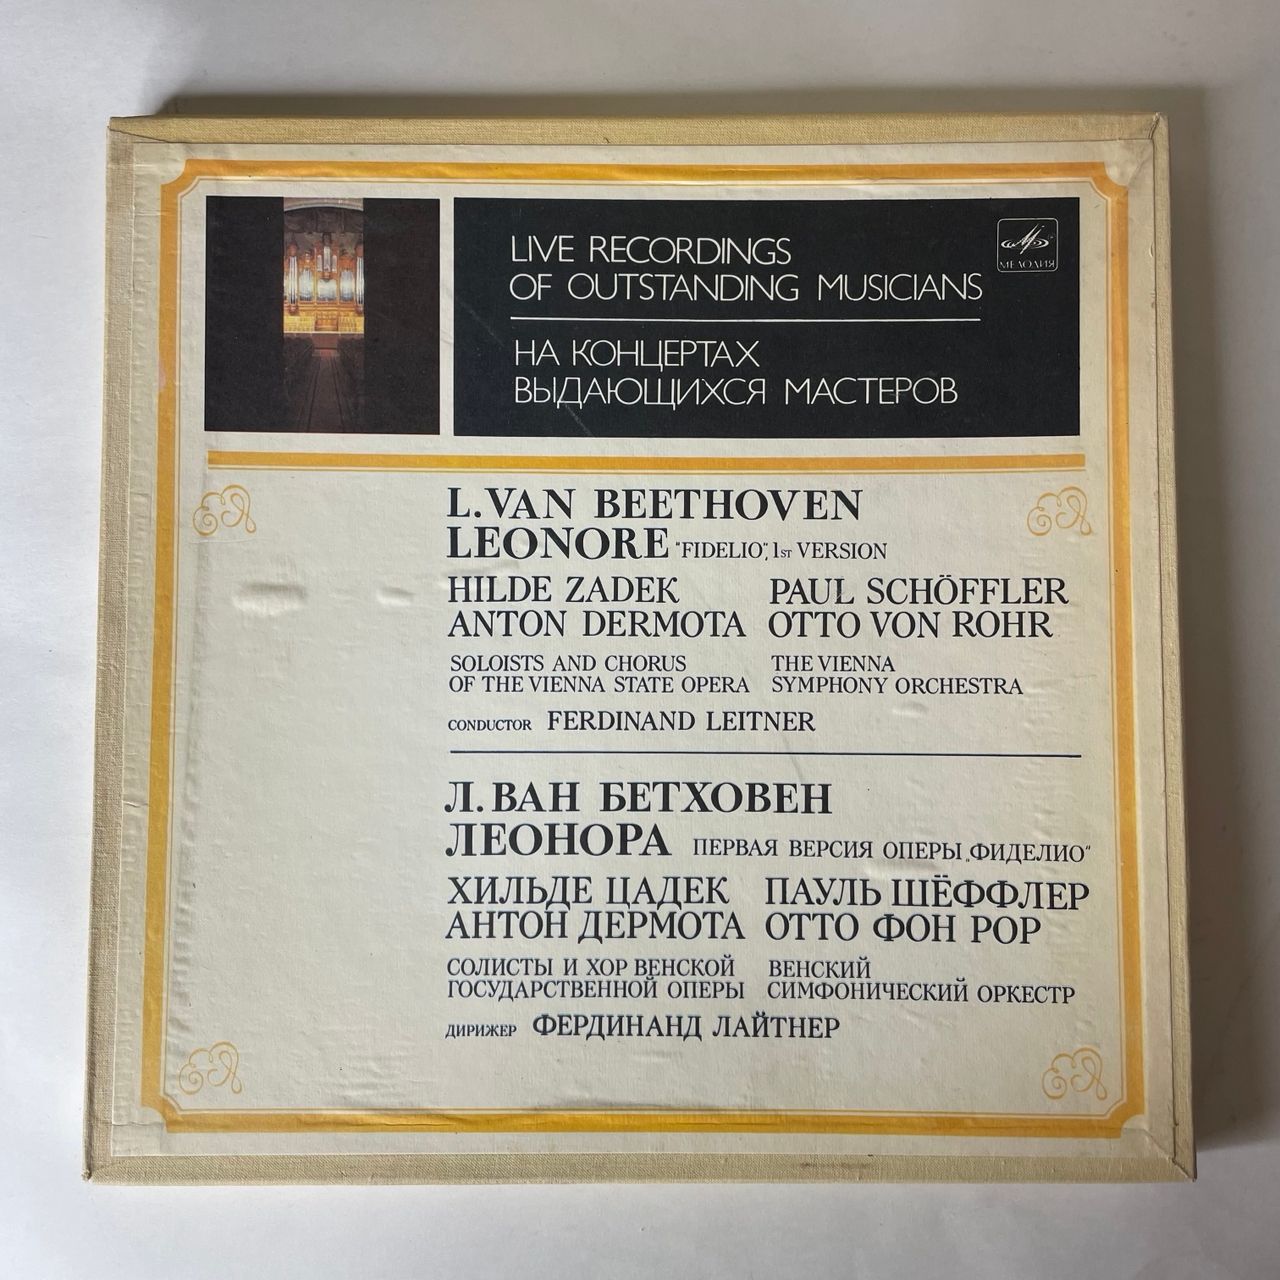 LIVE RECORDINGS
OF OUTSTANDING MUSICIANS
МЕЛОДИЯ
НА КОНЦЕРТАХ
ВЫДАЮЩИХСЯ МАСТЕРОВ
L. VAN BEETHOVEN
LEONORE "FIDELIO", 1ST VERSION
HILDE ZADEK PAUL SCHÖFFLER
ANTON DERMOTA OTTO VON ROHR
SOLOISTS AND CHORUS THE VIENNA
OF THE VIENNA STATE OPERA SYMPHONY ORCHESTRA
CONDUCTOR FERDINAND LEITNER
Л. ВАН БЕТХОВЕН
ЛЕОНОРА ПЕРВАЯ ВЕРСИЯ ОПЕРЫ „ФИДЕЛИО"
ХИЛЬДЕ ЦАДЕК ПАУЛЬ ШЁФФЛЕР
АНТОН ДЕРМОТА ОТТО ФОН РОР
СОЛИСТЫ И ХОР ВЕНСКОЙ ВЕНСКИЙ
ГОСУДАРСТВЕННОЙ ОПЕРЫ СИМФОНИЧЕСКИЙ ОРКЕСТР
ДИРИЖЕР ФЕРДИНАНД ЛАЙТНЕР